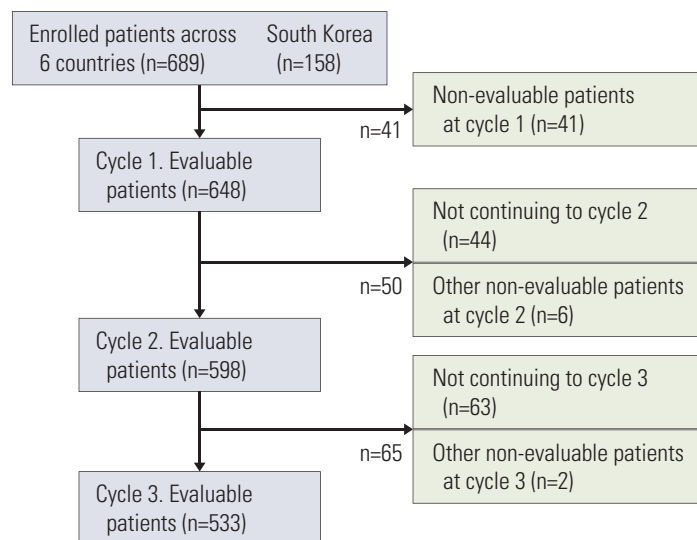 Enrolled patients across
6 countries (n=689)
South Korea
(n=158)
n=41
Non-evaluable patients
at cycle 1 (n=41)
Cycle 1. Evaluable
patients (n=648)
n=50
Not continuing to cycle 2
(n=44)
Other non-evaluable patients
at cycle 2 (n=6)
Cycle 2. Evaluable
patients (n=598)
n=65
Not continuing to cycle 3
(n=63)
Other non-evaluable patients
at cycle 3 (n=2)
Cycle 3. Evaluable
patients (n=533)